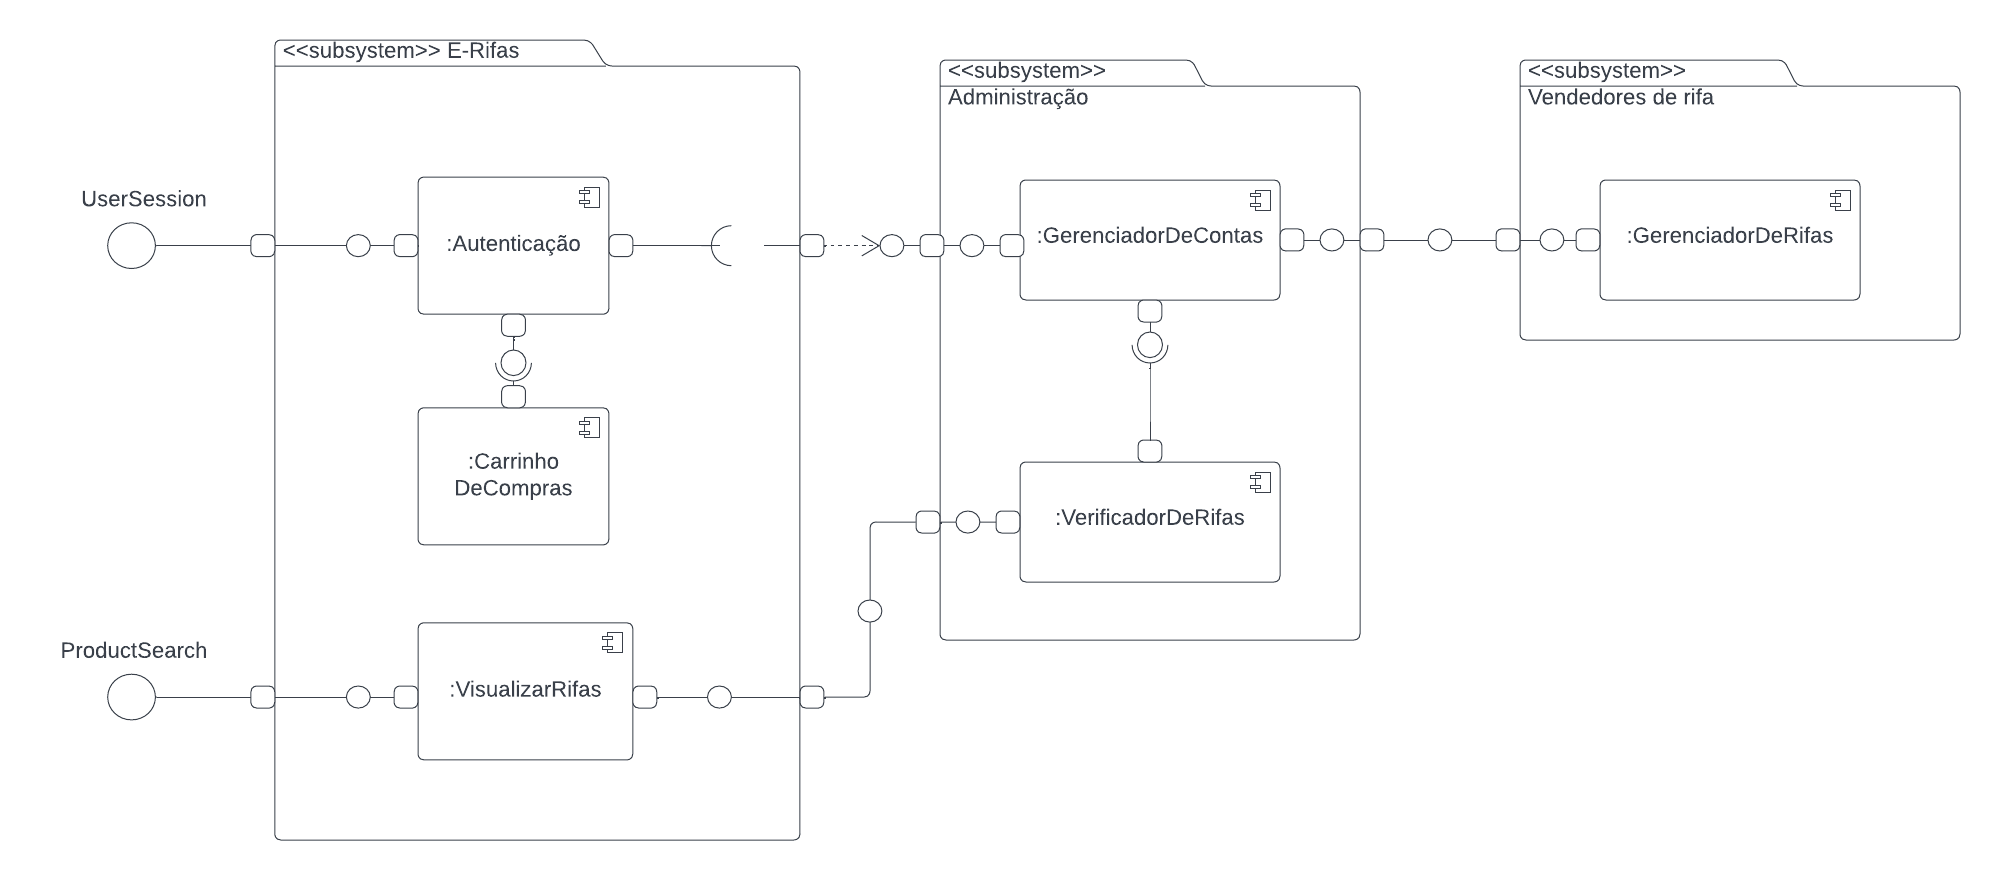 <<subsystem>> E-Rifas
<<subsystem>>
Administração
<<subsystem>>
Vendedores de rifa
UserSession
:Autenticação
:GerenciadorDeContas
:GerenciadorDeRifas
:Carrinho
DeCompras
:VerificadorDeRifas
ProductSearch
:VisualizarRifas